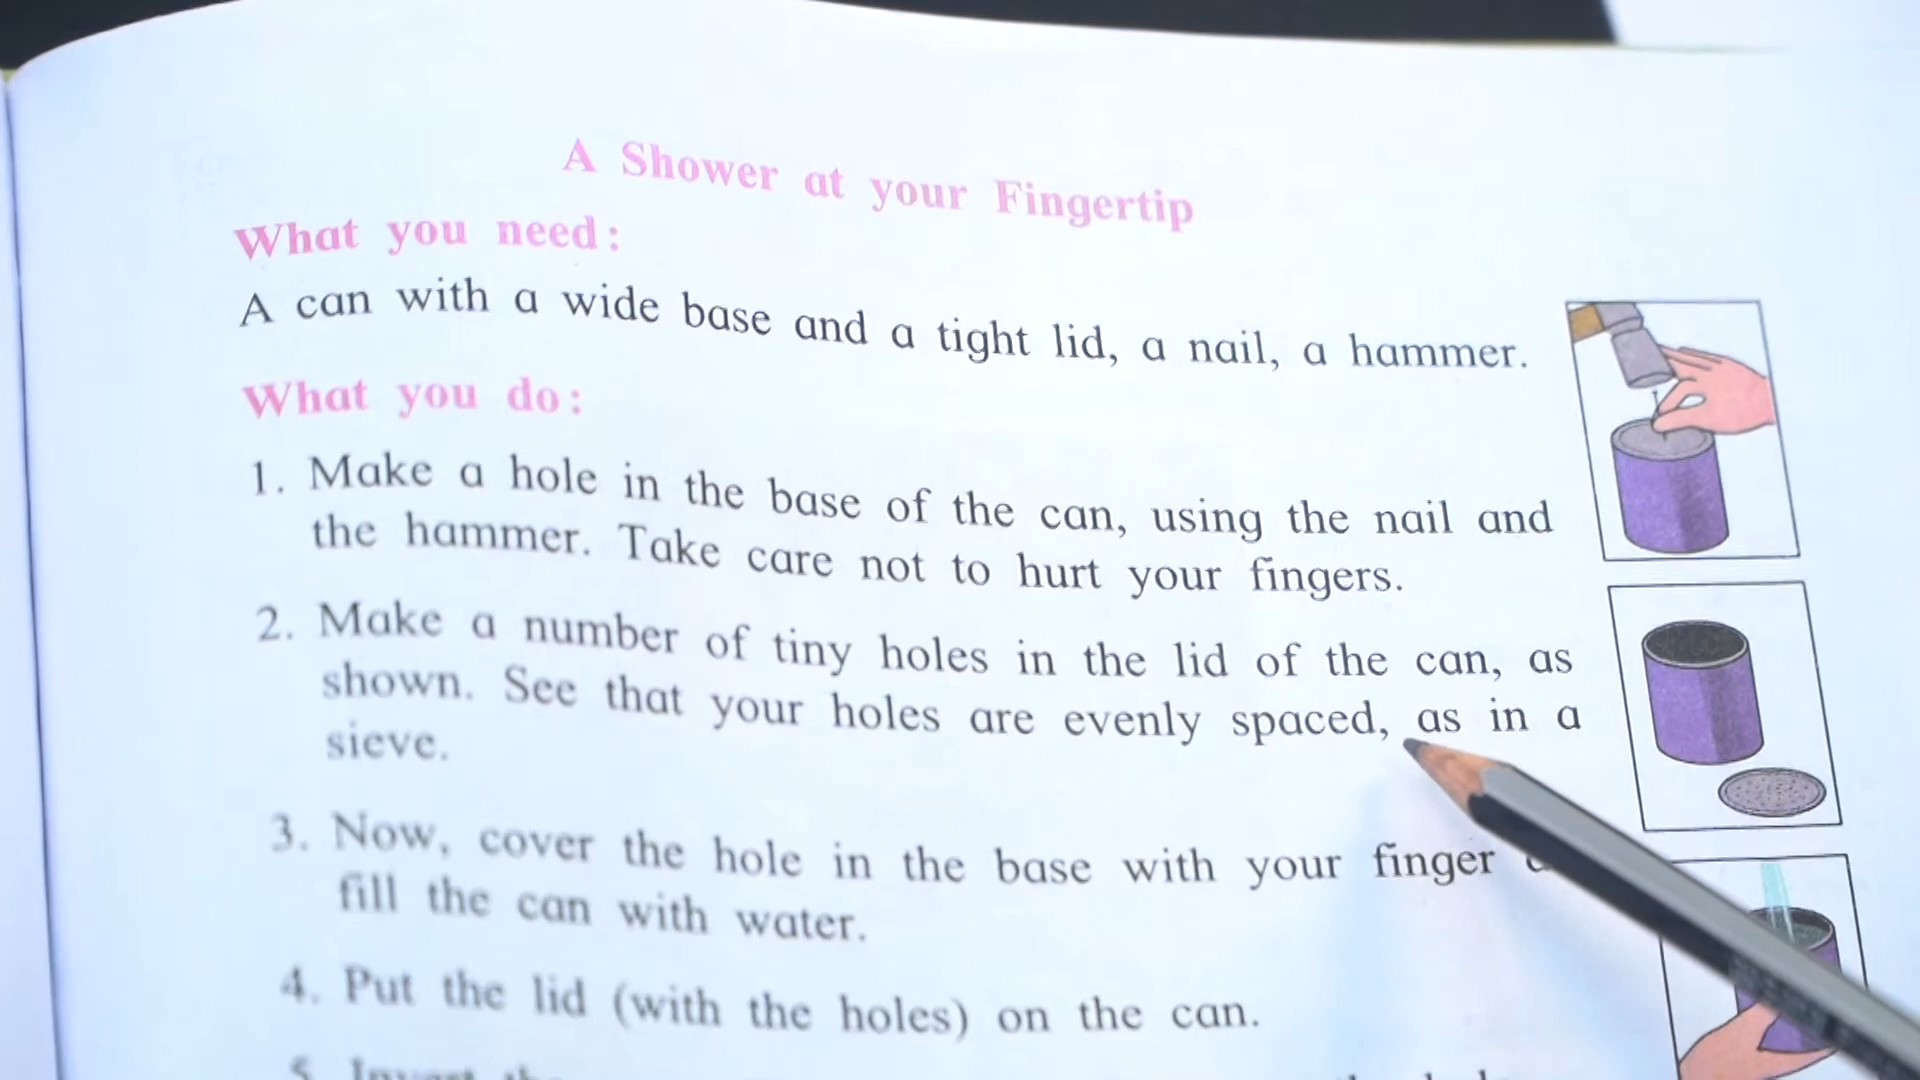 A Shower at your Fingertip
What you need:
A can with a wide base and a tight lid, a nail, a hammer.
What you do:
1. Make a hole in the base of the can, using the nail and
the hammer. Take care not to hurt your fingers.
2. Make a number of tiny holes in the lid of the can, as
shown. See that your holes are evenly spaced, as in a
sieve.
3. Now, cover the hole in the base with your finger
fill the can with water.
4. Put the lid (with the holes) on the can.
5. Invert the